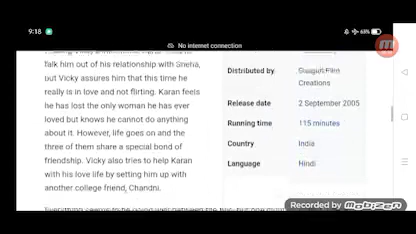 9:18
63%
No internet connection
talk him out of his relationship with Sneha,
but Vicky assures him that this time he
really is in love and not flirting. Karan feels
he has lost the only woman he has ever
loved but knows he cannot do anything
about it. However, life goes on and the
three of them share a special bond of
friendship. Vicky also tries to help Karan
with his love life by setting him up with
another college friend, Chandni.
Distributed by
Film
Creations
Release date 2 September 2005
Running time 115 minutes
Country India
Language Hindi
Recorded by Mobizen